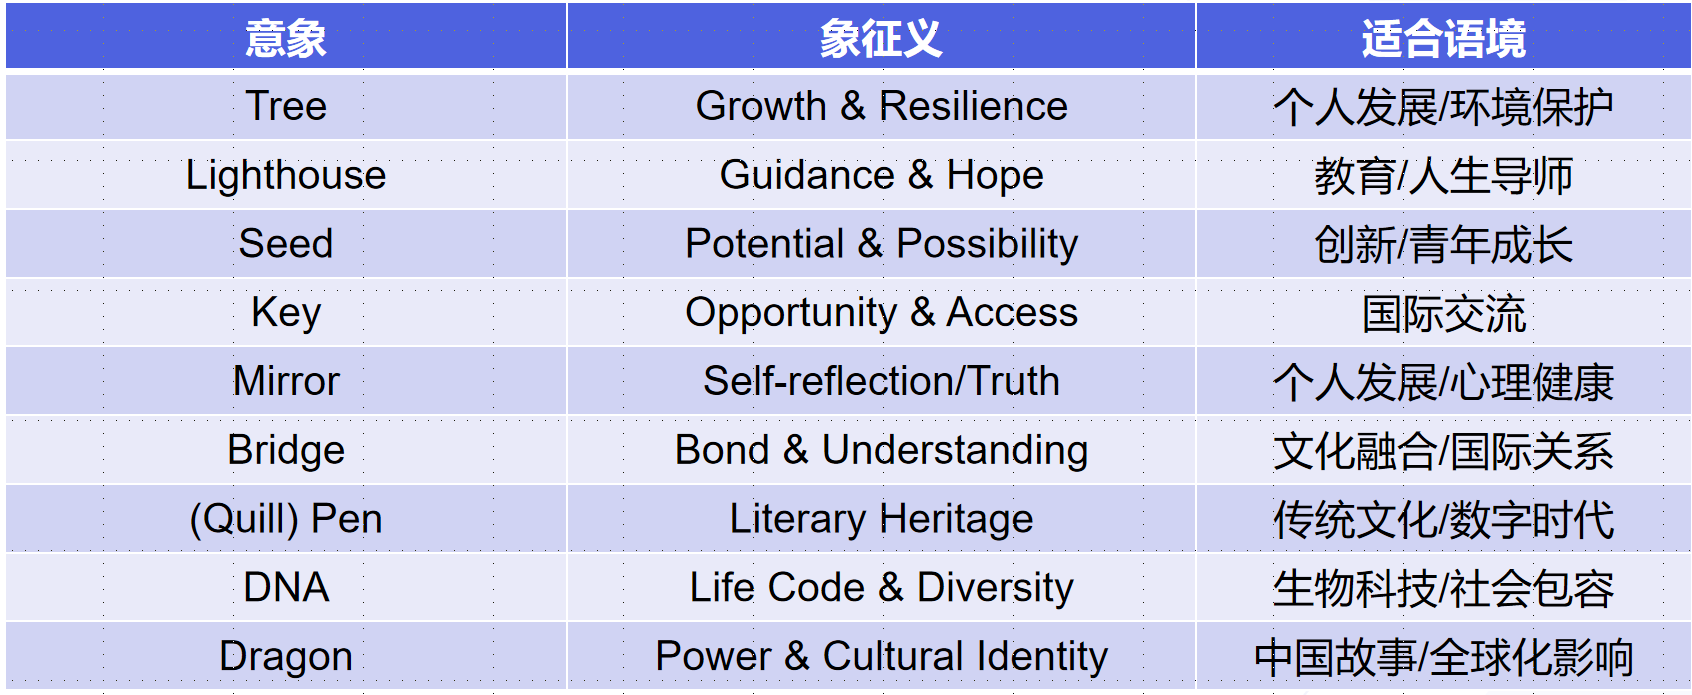 意象 象征义 适合语境
Tree Growth & Resilience 个人发展/环境保护
Lighthouse Guidance & Hope 教育/人生导师
Seed Potential & Possibility 创新/青年成长
Key Opportunity & Access 国际交流
Mirror Self-reflection/Truth 个人发展/心理健康
Bridge Bond & Understanding 文化融合/国际关系
(Quill) Pen Literary Heritage 传统文化/数字时代
DNA Life Code & Diversity 生物科技/社会包容
Dragon Power & Cultural Identity 中国故事/全球化影响